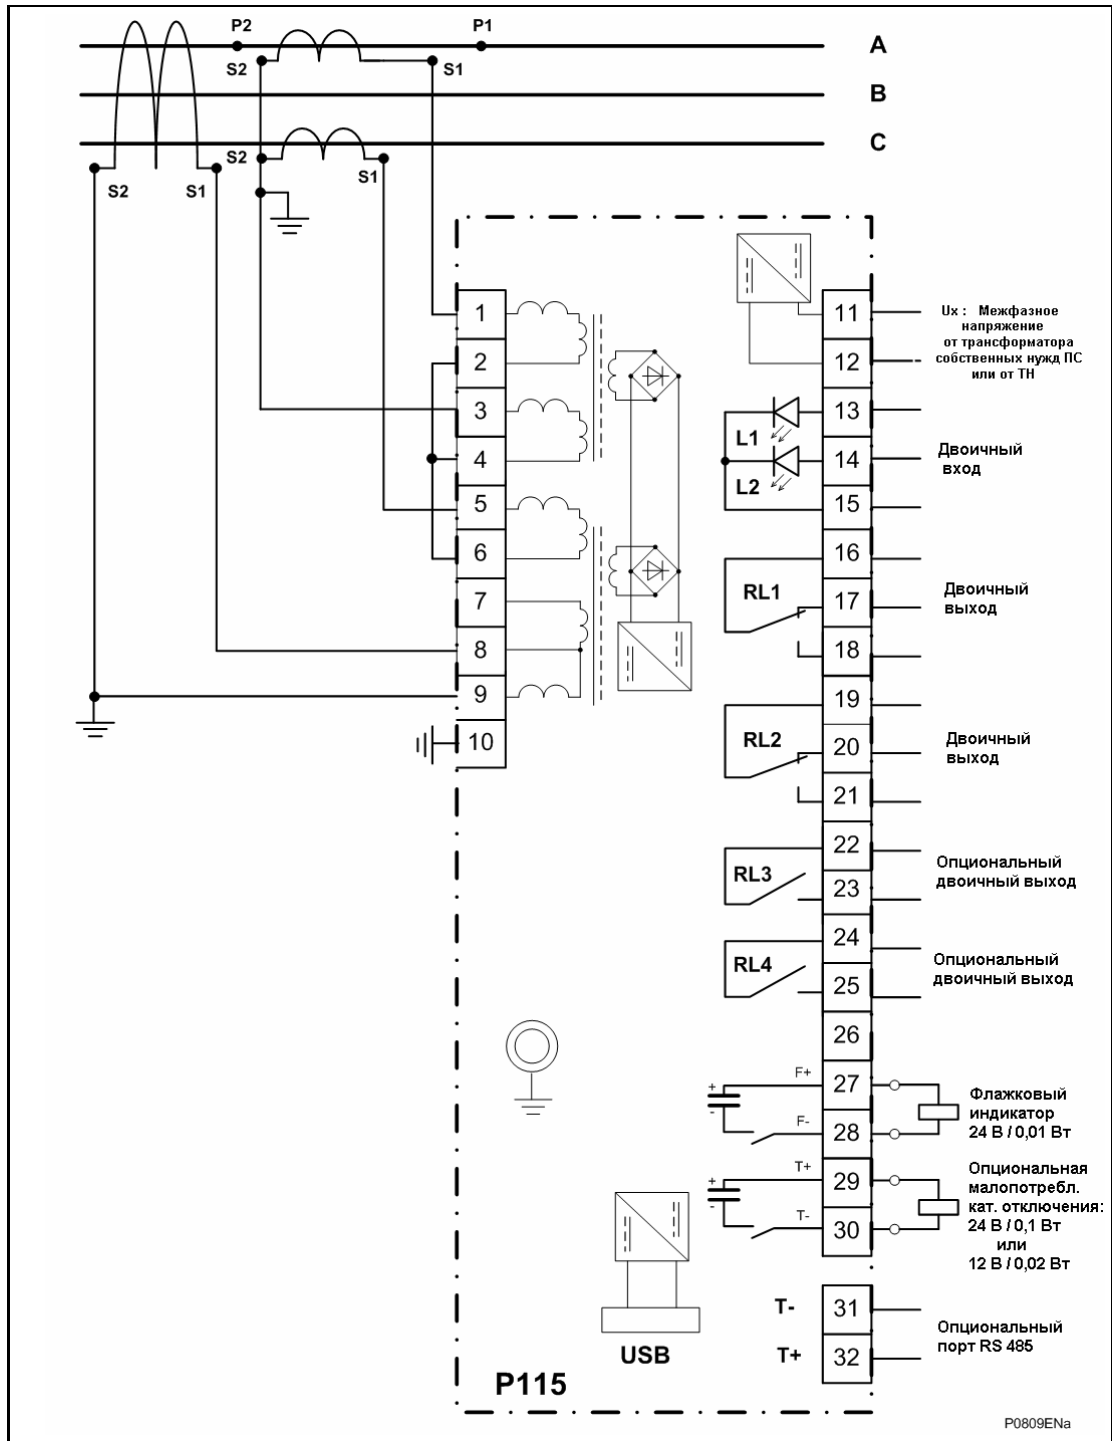 P2
P1
A
S2
S1
B
S2
C
S2
S1
S1
1
2
3
4
5
6
7
8
9
10
11
Ux : Межфазное
напряжение
от трансформатора
собственных нужд ПС
или от ТН
12
13
L1
14
Двоичный
вход
L2
15
16
RL1
17
Двоичный
выход
18
19
RL2
20
Двоичный
выход
21
22
RL3
Опциональный
двоичный выход
23
24
RL4
Опциональный
двоичный выход
25
26
+
-
F+
27
F-
28
Флажковый
индикатор
24 В / 0,01 Вт
+
-
T+
29
T-
30
Опциональная
малопотребл.
кат. отключения:
24 В / 0,1 Вт
или
12 В / 0,02 Вт
T-
31
T+
32
Опциональный
порт RS 485
USB
P115
P0809ENa